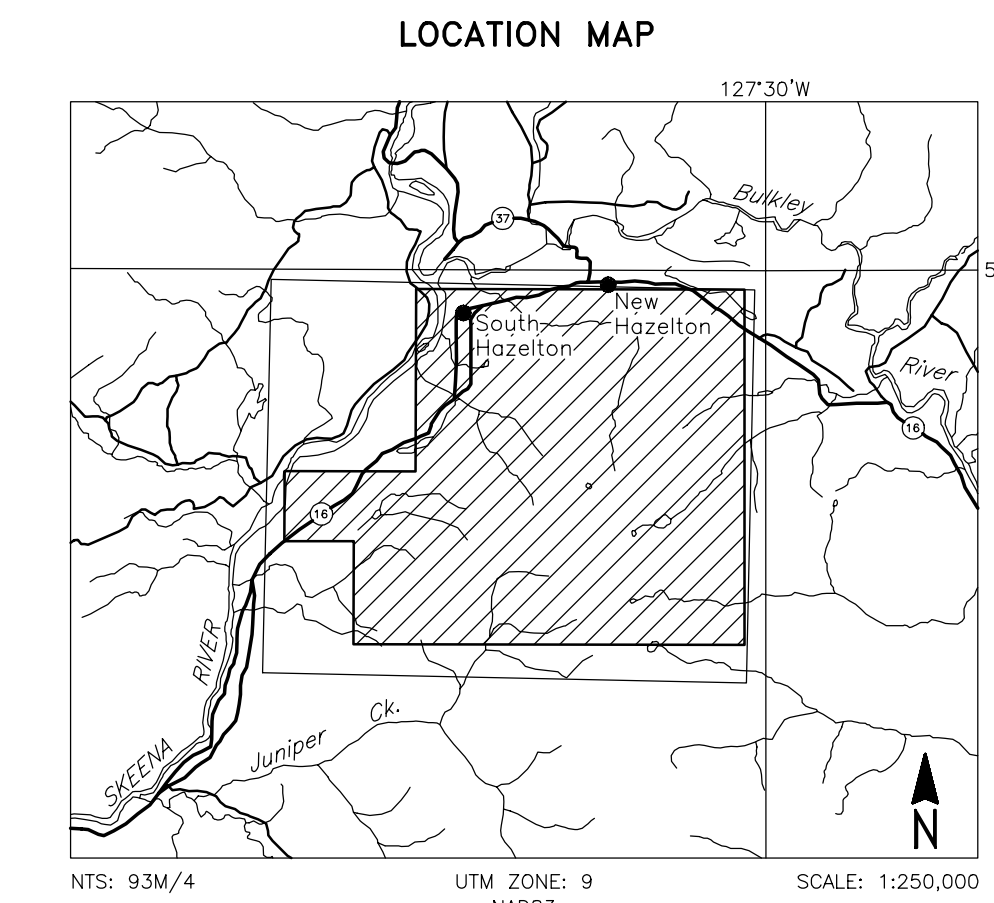 LOCATION MAP
127°30'W
Bulkley
37
5
New
Hazelton
South
Hazelton
River
16
16
RIVER
SKEENA
Juniper
Ck.
N
NTS: 93M/4
UTM ZONE: 9
SCALE: 1:250,000